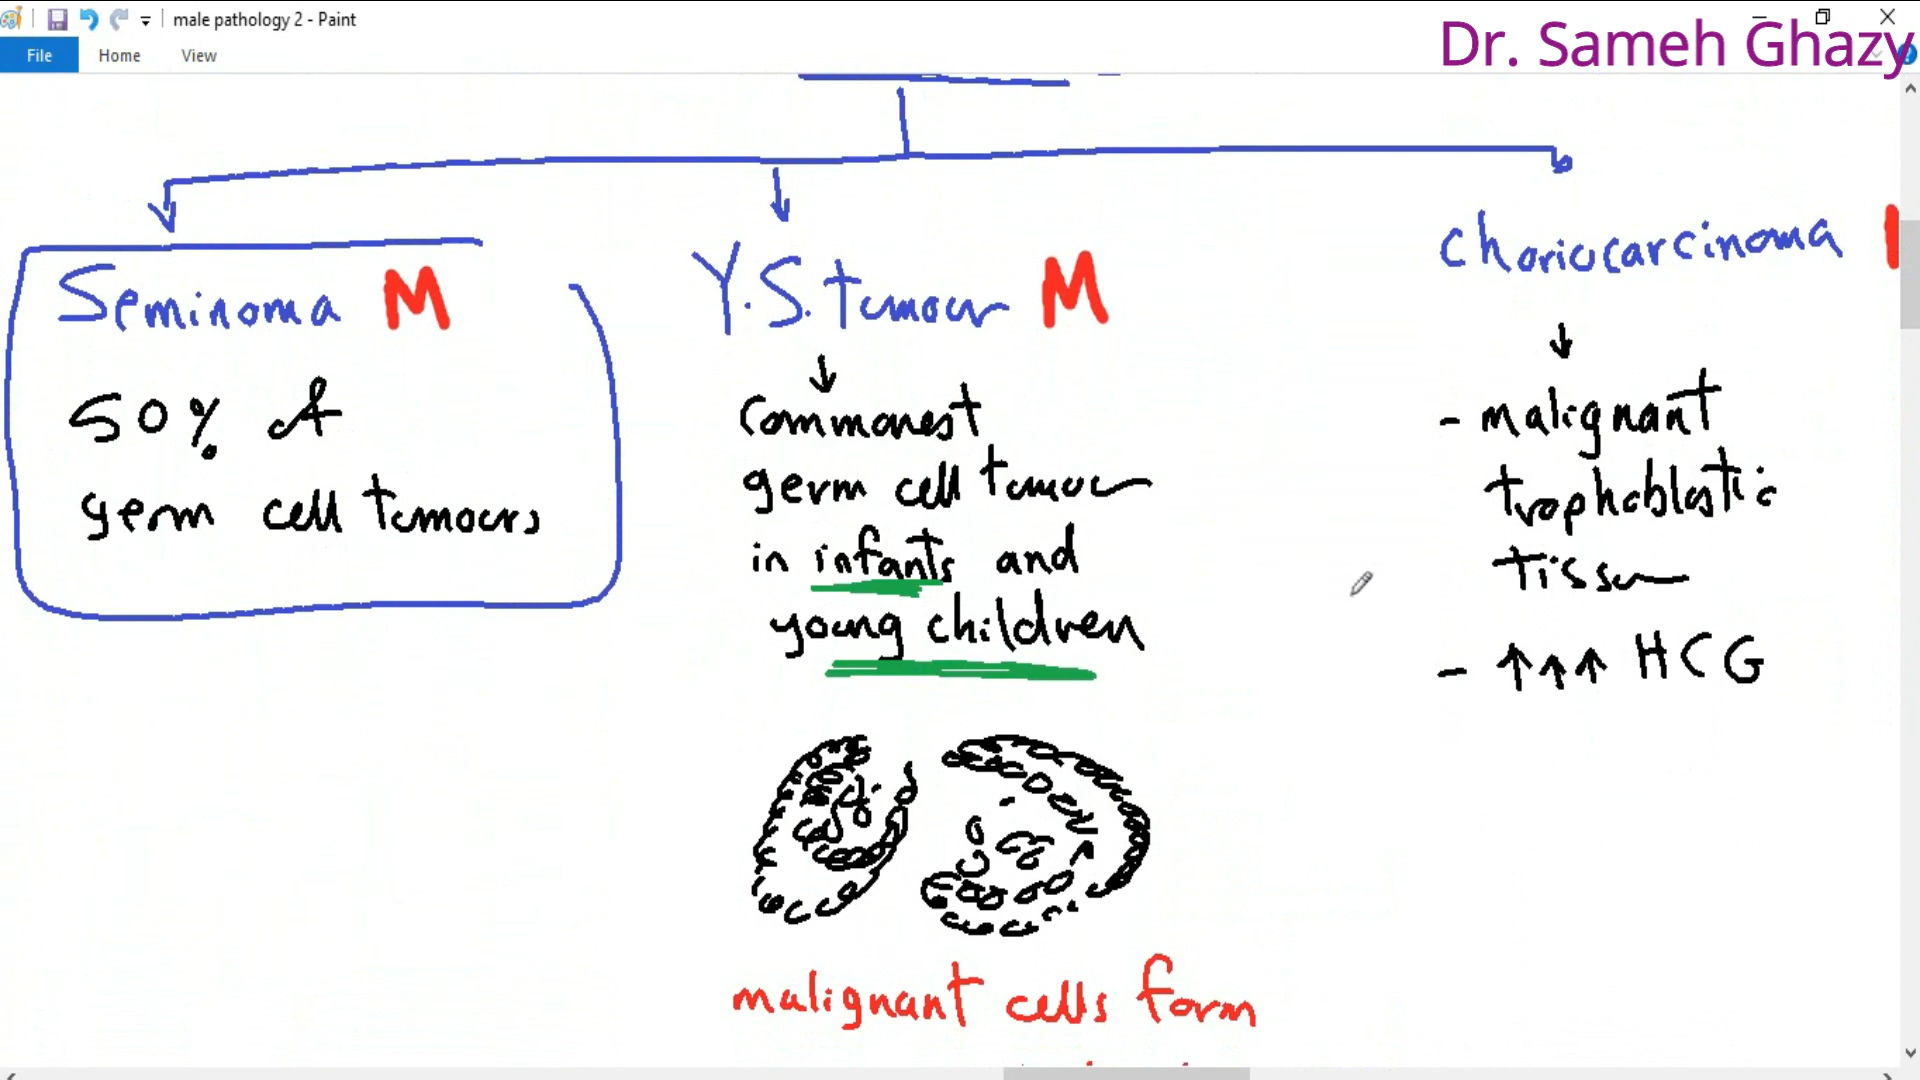 male pathology 2 - Paint
Dr. Sameh Ghazy
File Home View
Seminoma M
50% of
germ cell tumours
Y.S. tumour M
Commonest
germ cell tumour
in infants and
young children
malignant cells form
Choriocarcinoma
- malignant
trophoblastic
tissue
- ↑↑↑ HCG